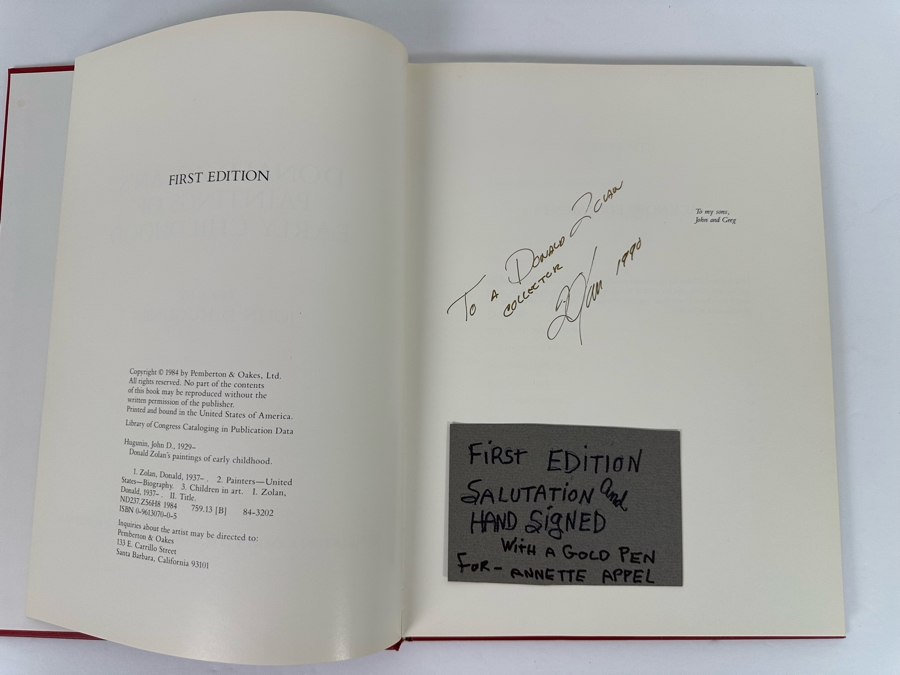 FIRST EDITION
Copyright © 1984 by Pemberton & Oakes, Ltd.
All rights reserved. No part of the contents
of this book may be reproduced without the
written permission of the publisher.
Printed and bound in the United States of America.
Library of Congress Cataloging in Publication Data
Hugunin, John D., 1929–
Donald Zolan's paintings of early childhood.
1. Zolan, Donald, 1937– . 2. Painters—United
States—Biography. 3. Children in art. I. Zolan,
Donald, 1937– . II. Title.
ND237.Z56H8 1984 759.13 [B] 84-3202
ISBN 0-9613070-0-5
Inquiries about the artist may be directed to:
Pemberton & Oakes
133 E. Carrillo Street
Santa Barbara, California 93101
To my sons,
John and Greg
To A DONALD ZOLAN
COLLECTOR
1990
FIRST EDITION
SALUTATION and
HAND SIGNED
WITH A GOLD PEN
FOR - ANNETTE APPEL